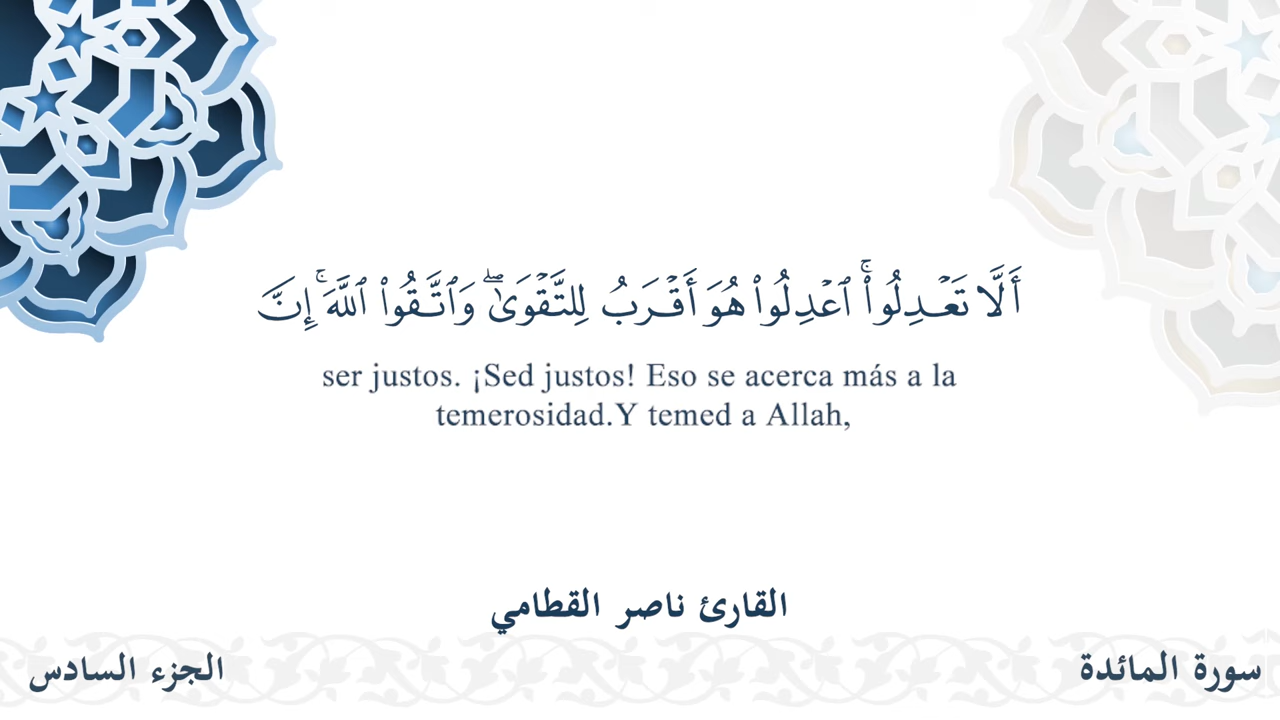 أَلَّا تَعْدِلُوا۟ ۚ ٱعْدِلُوا۟ هُوَ أَقْرَبُ لِلتَّقْوَىٰ ۖ وَٱتَّقُوا۟ ٱللَّهَ ۚ إِنَّ
ser justos. ¡Sed justos! Eso se acerca más a la
temerosidad.Y temed a Allah,
القارئ ناصر القطامي
سورة المائدة
الجزء السادس